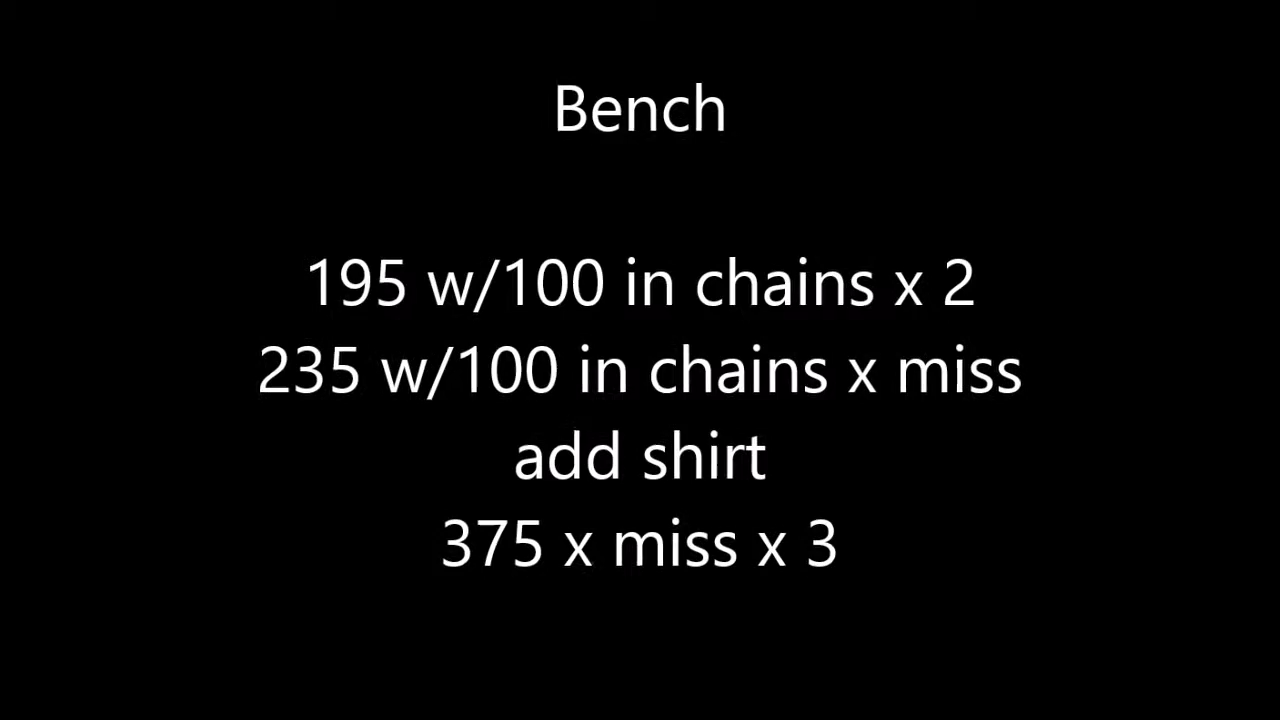 Bench
195 w/100 in chains x 2
235 w/100 in chains x miss
add shirt
375 x miss x 3